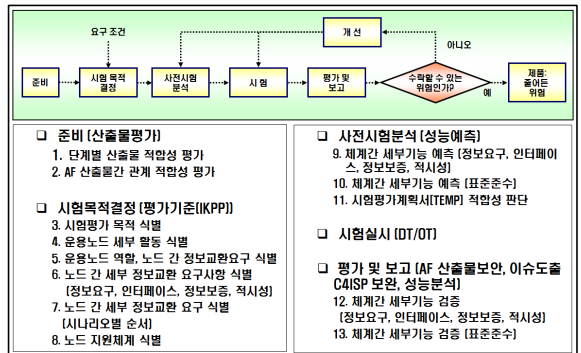 요구 조건
개 선
아니오
준비
시험 목적
결정
사전시험
분석
시 험
평가 및
보고
수락할 수 있는
위험인가?
예
제품:
줄어든
위험
❑ 준비 (산출물평가)
1. 단계별 산출물 적합성 평가
2. AF 산출물간 관계 적합성 평가
❑ 시험목적결정 (평가기준(IKPP))
3. 시험평가 목적 식별
4. 운용노드 세부 활동 식별
5. 운용노드 역할, 노드 간 정보교환요구 식별
6. 노드 간 세부 정보교환 요구사항 식별
(정보요구, 인터페이스, 정보보증, 적시성)
7. 노드 간 세부 정보교환 요구 식별
(시나리오별 순서)
8. 노드 지원체계 식별
❑ 사전시험분석 (성능예측)
9. 체계간 세부기능 예측 (정보요구, 인터페이
스, 정보보증, 적시성)
10. 체계간 세부기능 예측 (표준준수)
11. 시험평가계획서(TEMP) 적합성 판단
❑ 시험실시 (DT/OT)
❑ 평가 및 보고 (AF 산출물보안, 이슈도출
C4ISP 보완, 성능분석)
12. 체계간 세부기능 검증
(정보요구, 인터페이스, 정보보증, 적시성)
13. 체계간 세부기능 검증 (표준준수)